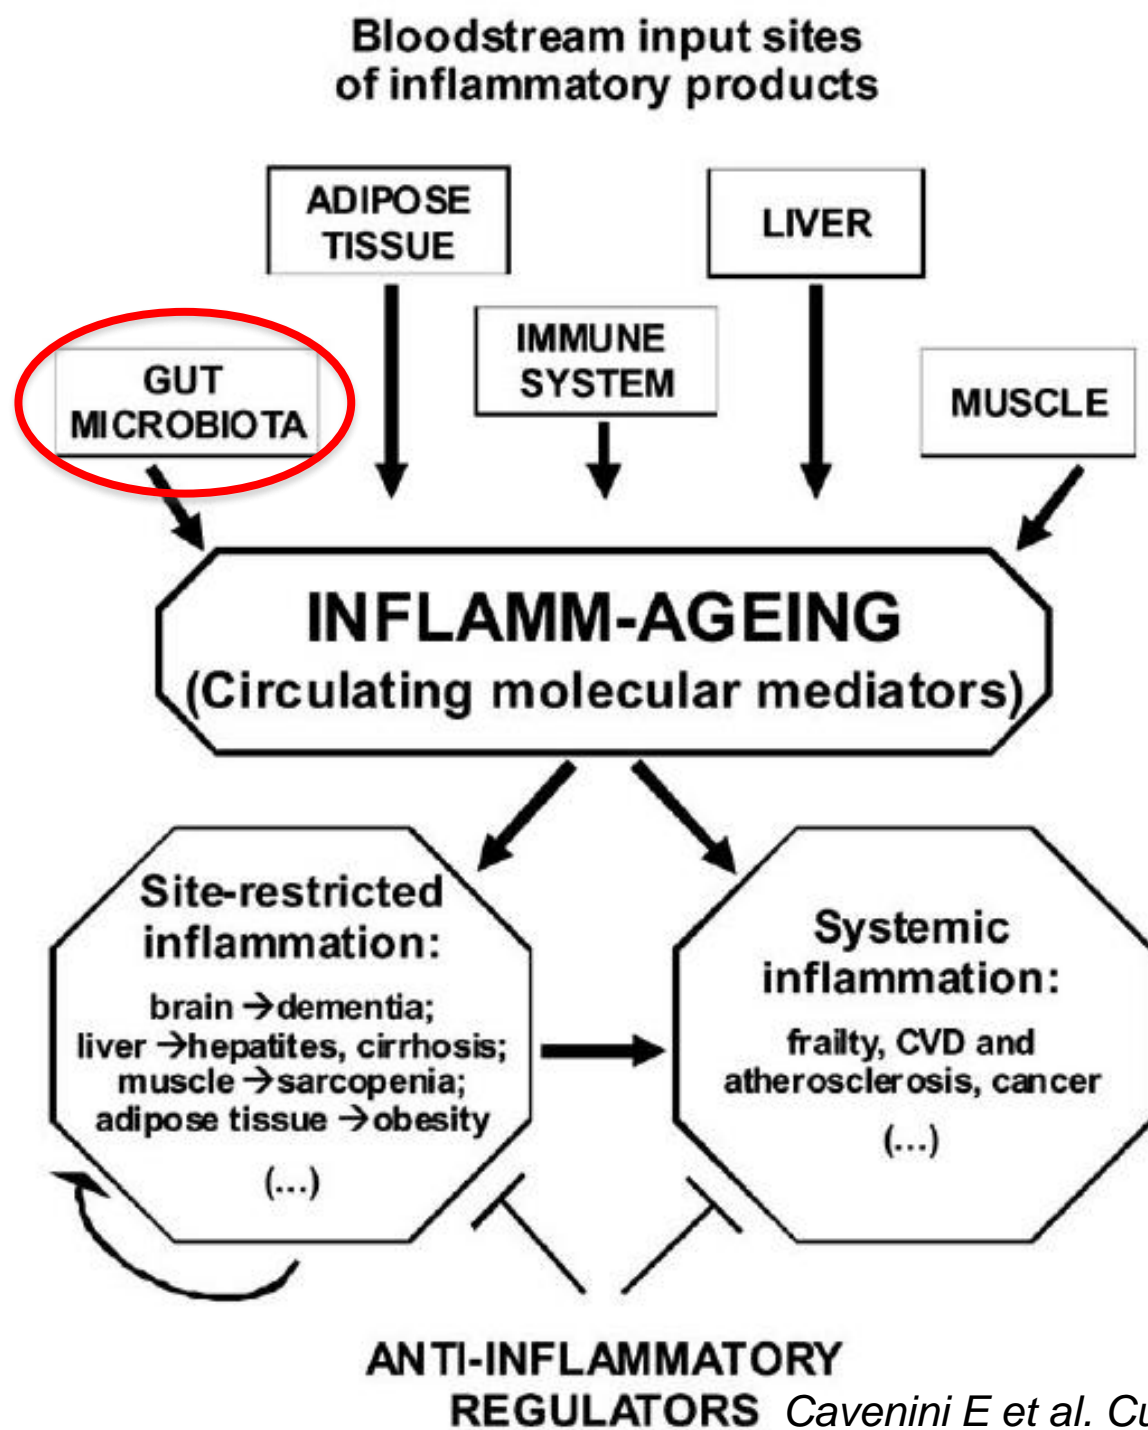 Bloodstream input sites
of inflammatory products
ADIPOSE
TISSUE
LIVER
IMMUNE
SYSTEM
GUT
MICROBIOTA
MUSCLE
INFLAMM-AGEING
(Circulating molecular mediators)
Site-restricted
inflammation:
brain →dementia;
liver →hepatites, cirrhosis;
muscle →sarcopenia;
adipose tissue →obesity
(...)
Systemic
inflammation:
frailty, CVD and
atherosclerosis, cancer
(...)
ANTI-INFLAMMATORY
REGULATORS
Cavenini E et al.